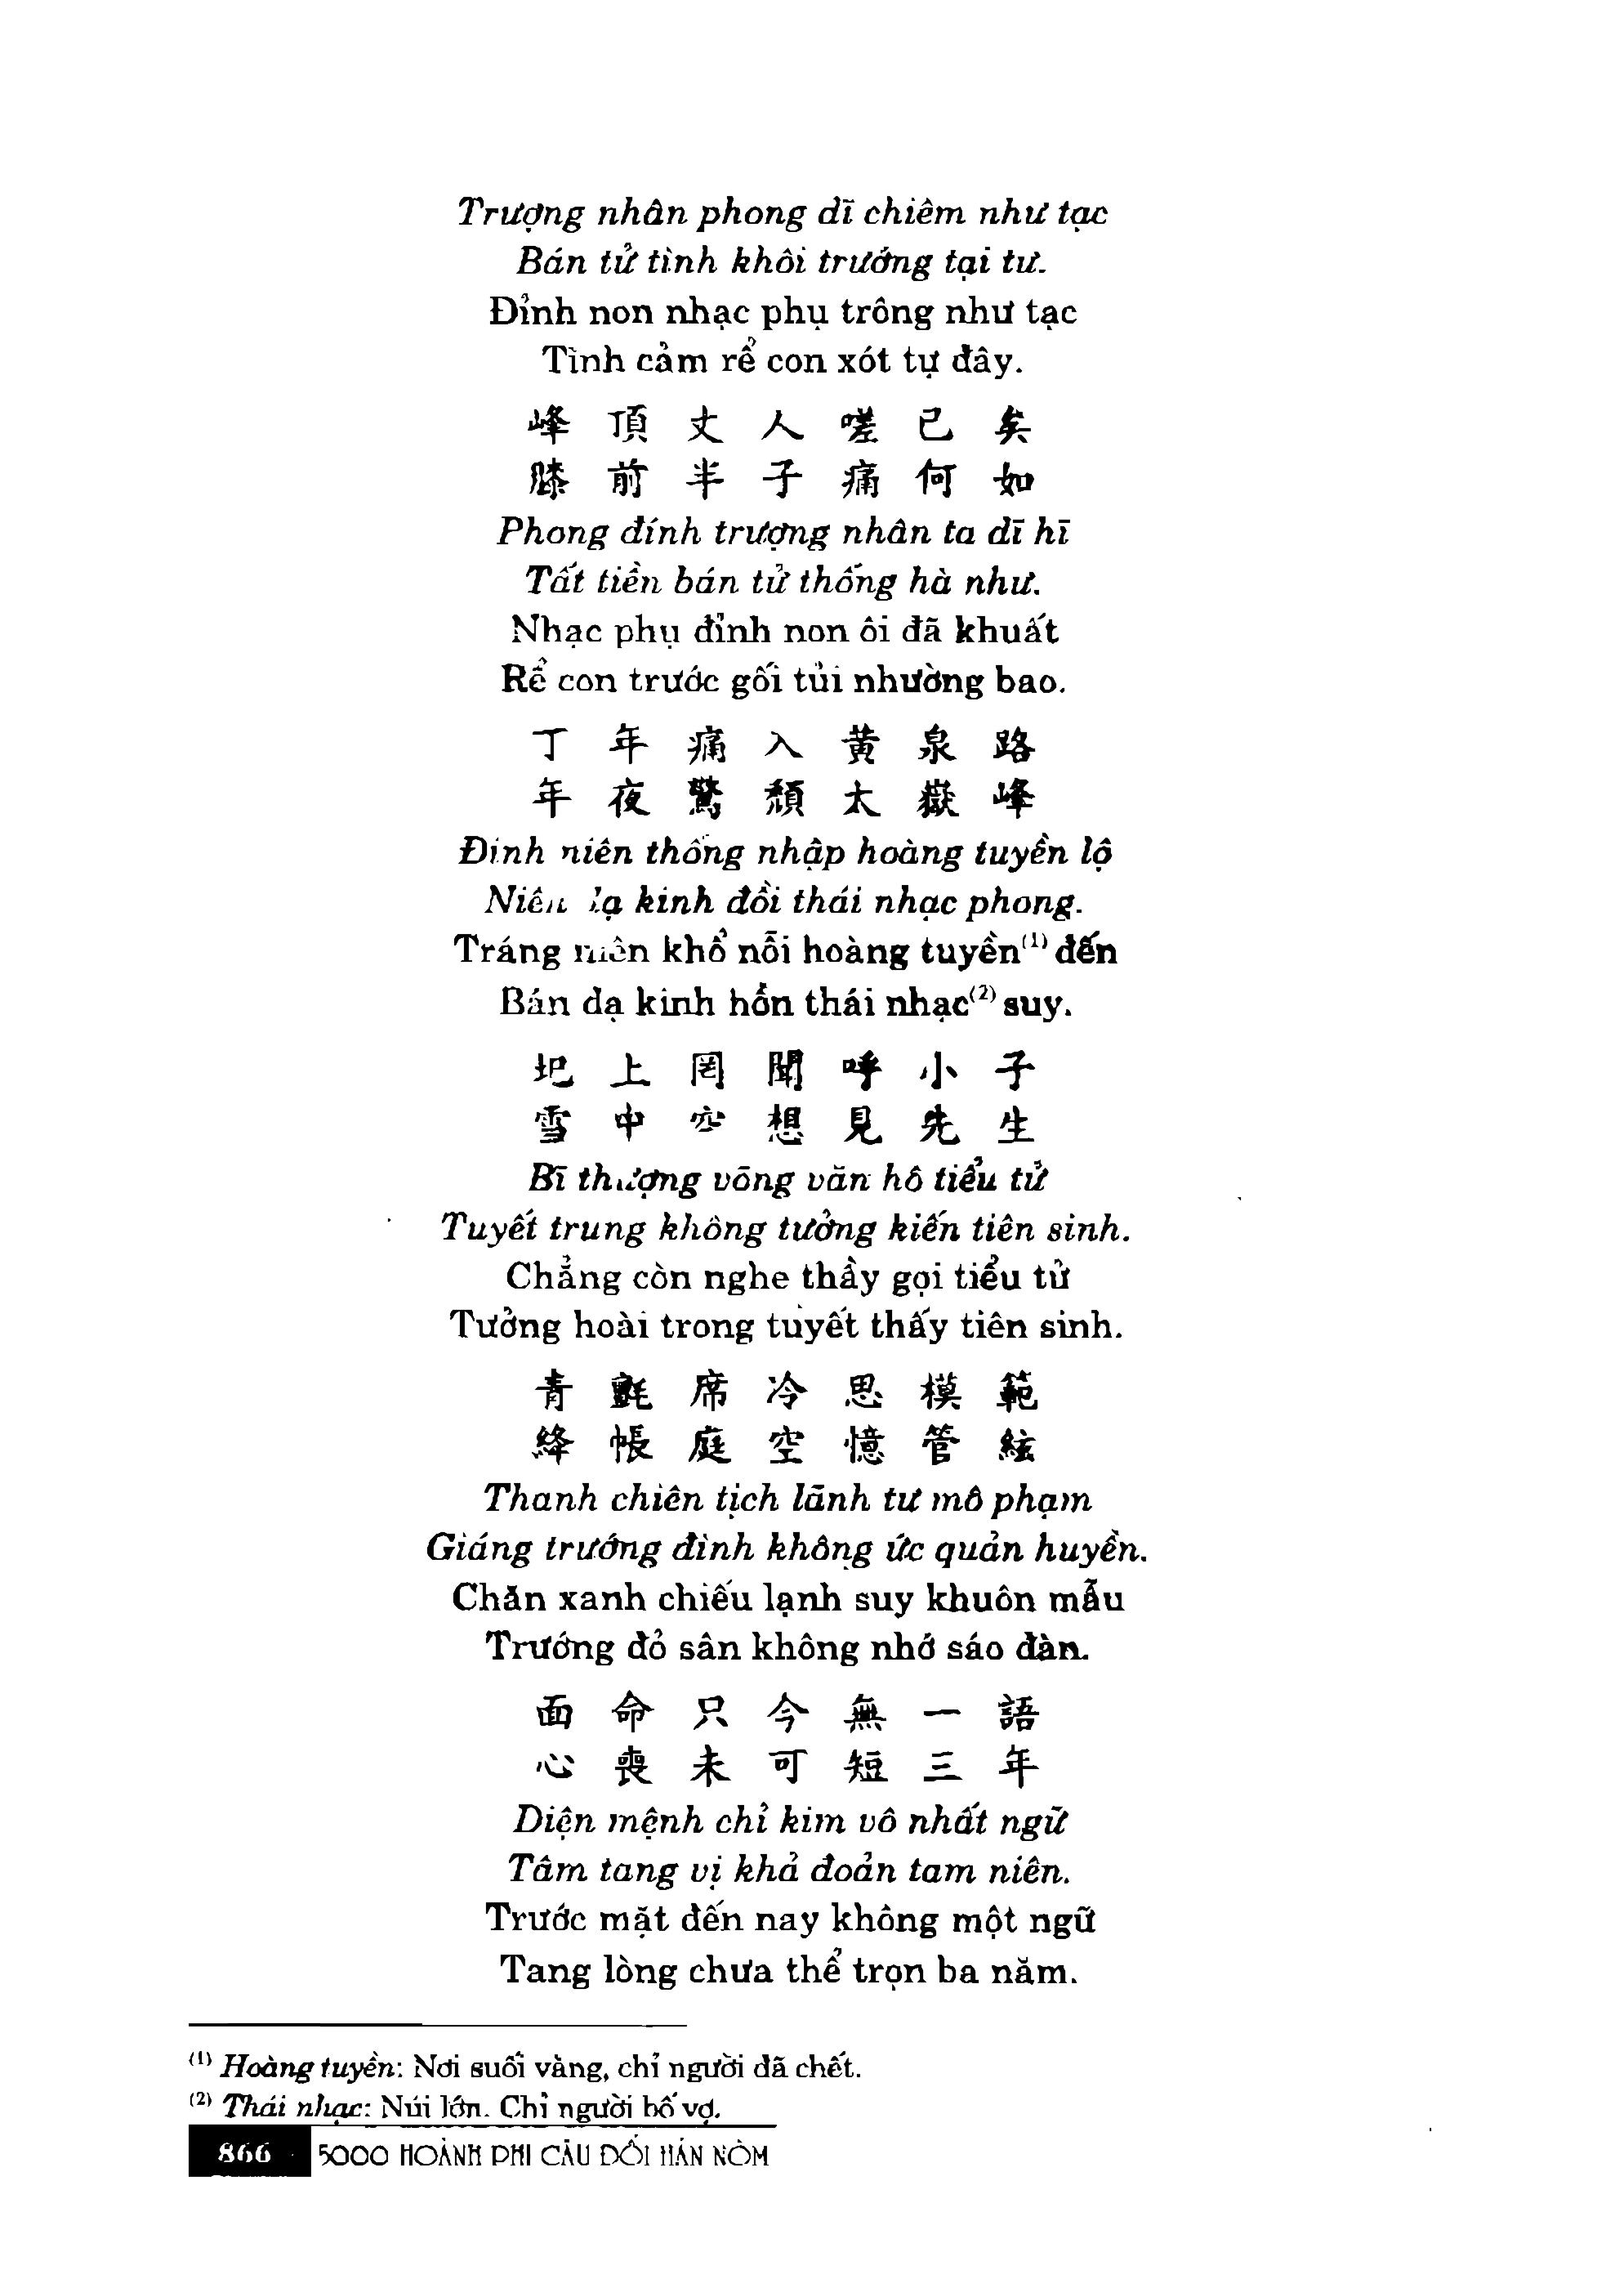 Trượng nhân phong dĩ chiêm như tạc
Bán tử tình khôi trướng tại tư.
Đỉnh non nhạc phụ trông như tạc
Tình cảm rể con xót tự đây.
峰 頂 丈 人 嗟 已 矣
膝 前 半 子 痛 何 如
Phong đính trượng nhân ta dĩ hĩ
Tất tiền bán tử thống hà như.
Nhạc phụ đỉnh non ôi đã khuất
Rể con trước gối tủi nhường bao.
丁 年 痛 入 黄 泉 路
年 夜 驚 頹 太 嶽 峰
Đinh niên thống nhập hoàng tuyền lộ
Niên dạ kinh đồi thái nhạc phong.
Tráng niên khổ nỗi hoàng tuyền(1) đến
Bán dạ kinh hồn thái nhạc(2) suy.
圯 上 罔 聞 呼 小 子
雪 中 空 想 見 先 生
Bĩ thượng võng văn hô tiểu tử
Tuyết trung không tưởng kiến tiên sinh.
Chẳng còn nghe thầy gọi tiểu tử
Tưởng hoài trong tuyết thấy tiên sinh.
青 氈 席 冷 思 模 範
絳 帳 庭 空 憶 管 絃
Thanh chiên tịch lãnh tư mô phạm
Giáng trướng đình không ức quản huyền.
Chăn xanh chiếu lạnh suy khuôn mẫu
Trướng đỏ sân không nhớ sáo đàn.
面 命 只 今 無 一 語
心 喪 未 可 短 三 年
Diện mệnh chỉ kim vô nhất ngữ
Tâm tang vị khả đoản tam niên.
Trước mặt đến nay không một ngữ
Tang lòng chưa thể trọn ba năm.
(1) Hoàng tuyền: Nơi suối vàng, chỉ người đã chết.
(2) Thái nhạc: Núi lớn. Chỉ người bố vợ.
866 · 5000 HOÀNH PHI CÂU ĐỐI HÁN NÔM